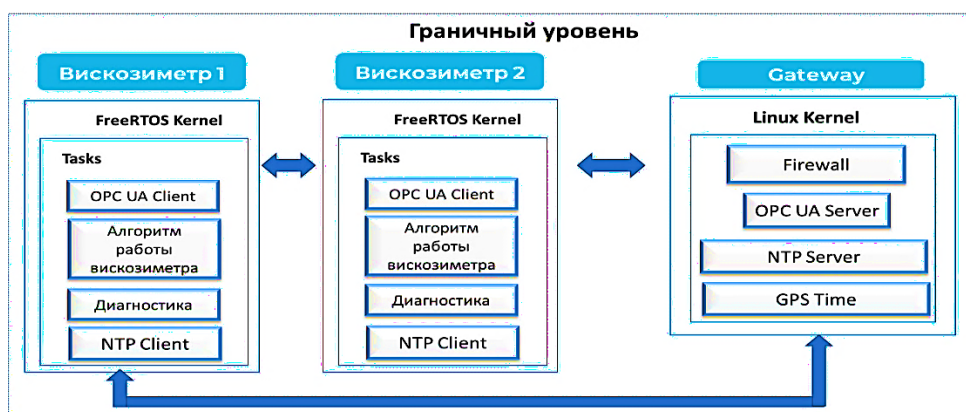 Граничный уровень
Вискозиметр 1
FreeRTOS Kernel
Tasks
OPC UA Client
Алгоритм
работы
вискозиметра
Диагностика
NTP Client
Вискозиметр 2
FreeRTOS Kernel
Tasks
OPC UA Client
Алгоритм
работы
вискозиметра
Диагностика
NTP Client
Gateway
Linux Kernel
Firewall
OPC UA Server
NTP Server
GPS Time